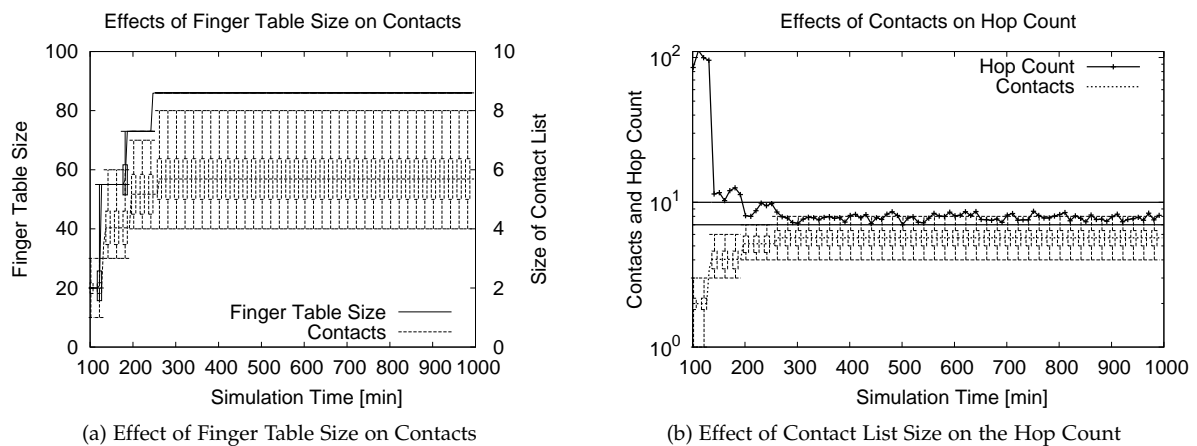 Effects of Finger Table Size on Contacts
100
80
60
40
20
0
Finger Table Size
10
8
6
4
2
0
Size of Contact List
Finger Table Size
Contacts
100 200 300 400 500 600 700 800 900 1000
Simulation Time [min]
(a) Effect of Finger Table Size on Contacts
Effects of Contacts on Hop Count
10^2
10^1
10^0
Contacts and Hop Count
Hop Count
Contacts
100 200 300 400 500 600 700 800 900 1000
Simulation Time [min]
(b) Effect of Contact List Size on the Hop Count